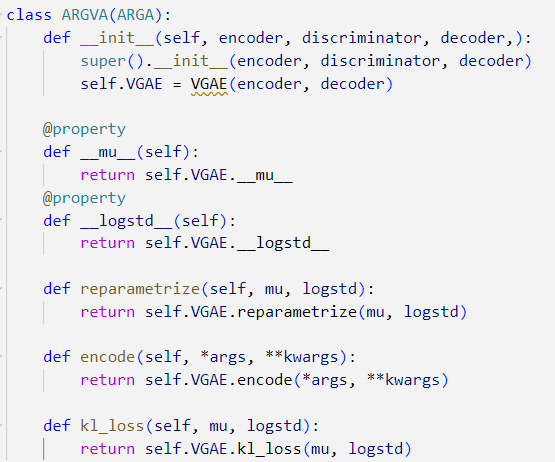 class ARGVA(ARGA):
    def __init__(self, encoder, discriminator, decoder,):
        super().__init__(encoder, discriminator, decoder)
        self.VGAE = VGAE(encoder, decoder)

    @property
    def __mu__(self):
        return self.VGAE.__mu__
    @property
    def __logstd__(self):
        return self.VGAE.__logstd__

    def reparametrize(self, mu, logstd):
        return self.VGAE.reparametrize(mu, logstd)

    def encode(self, *args, **kwargs):
        return self.VGAE.encode(*args, **kwargs)

    def kl_loss(self, mu, logstd):
        return self.VGAE.kl_loss(mu, logstd)